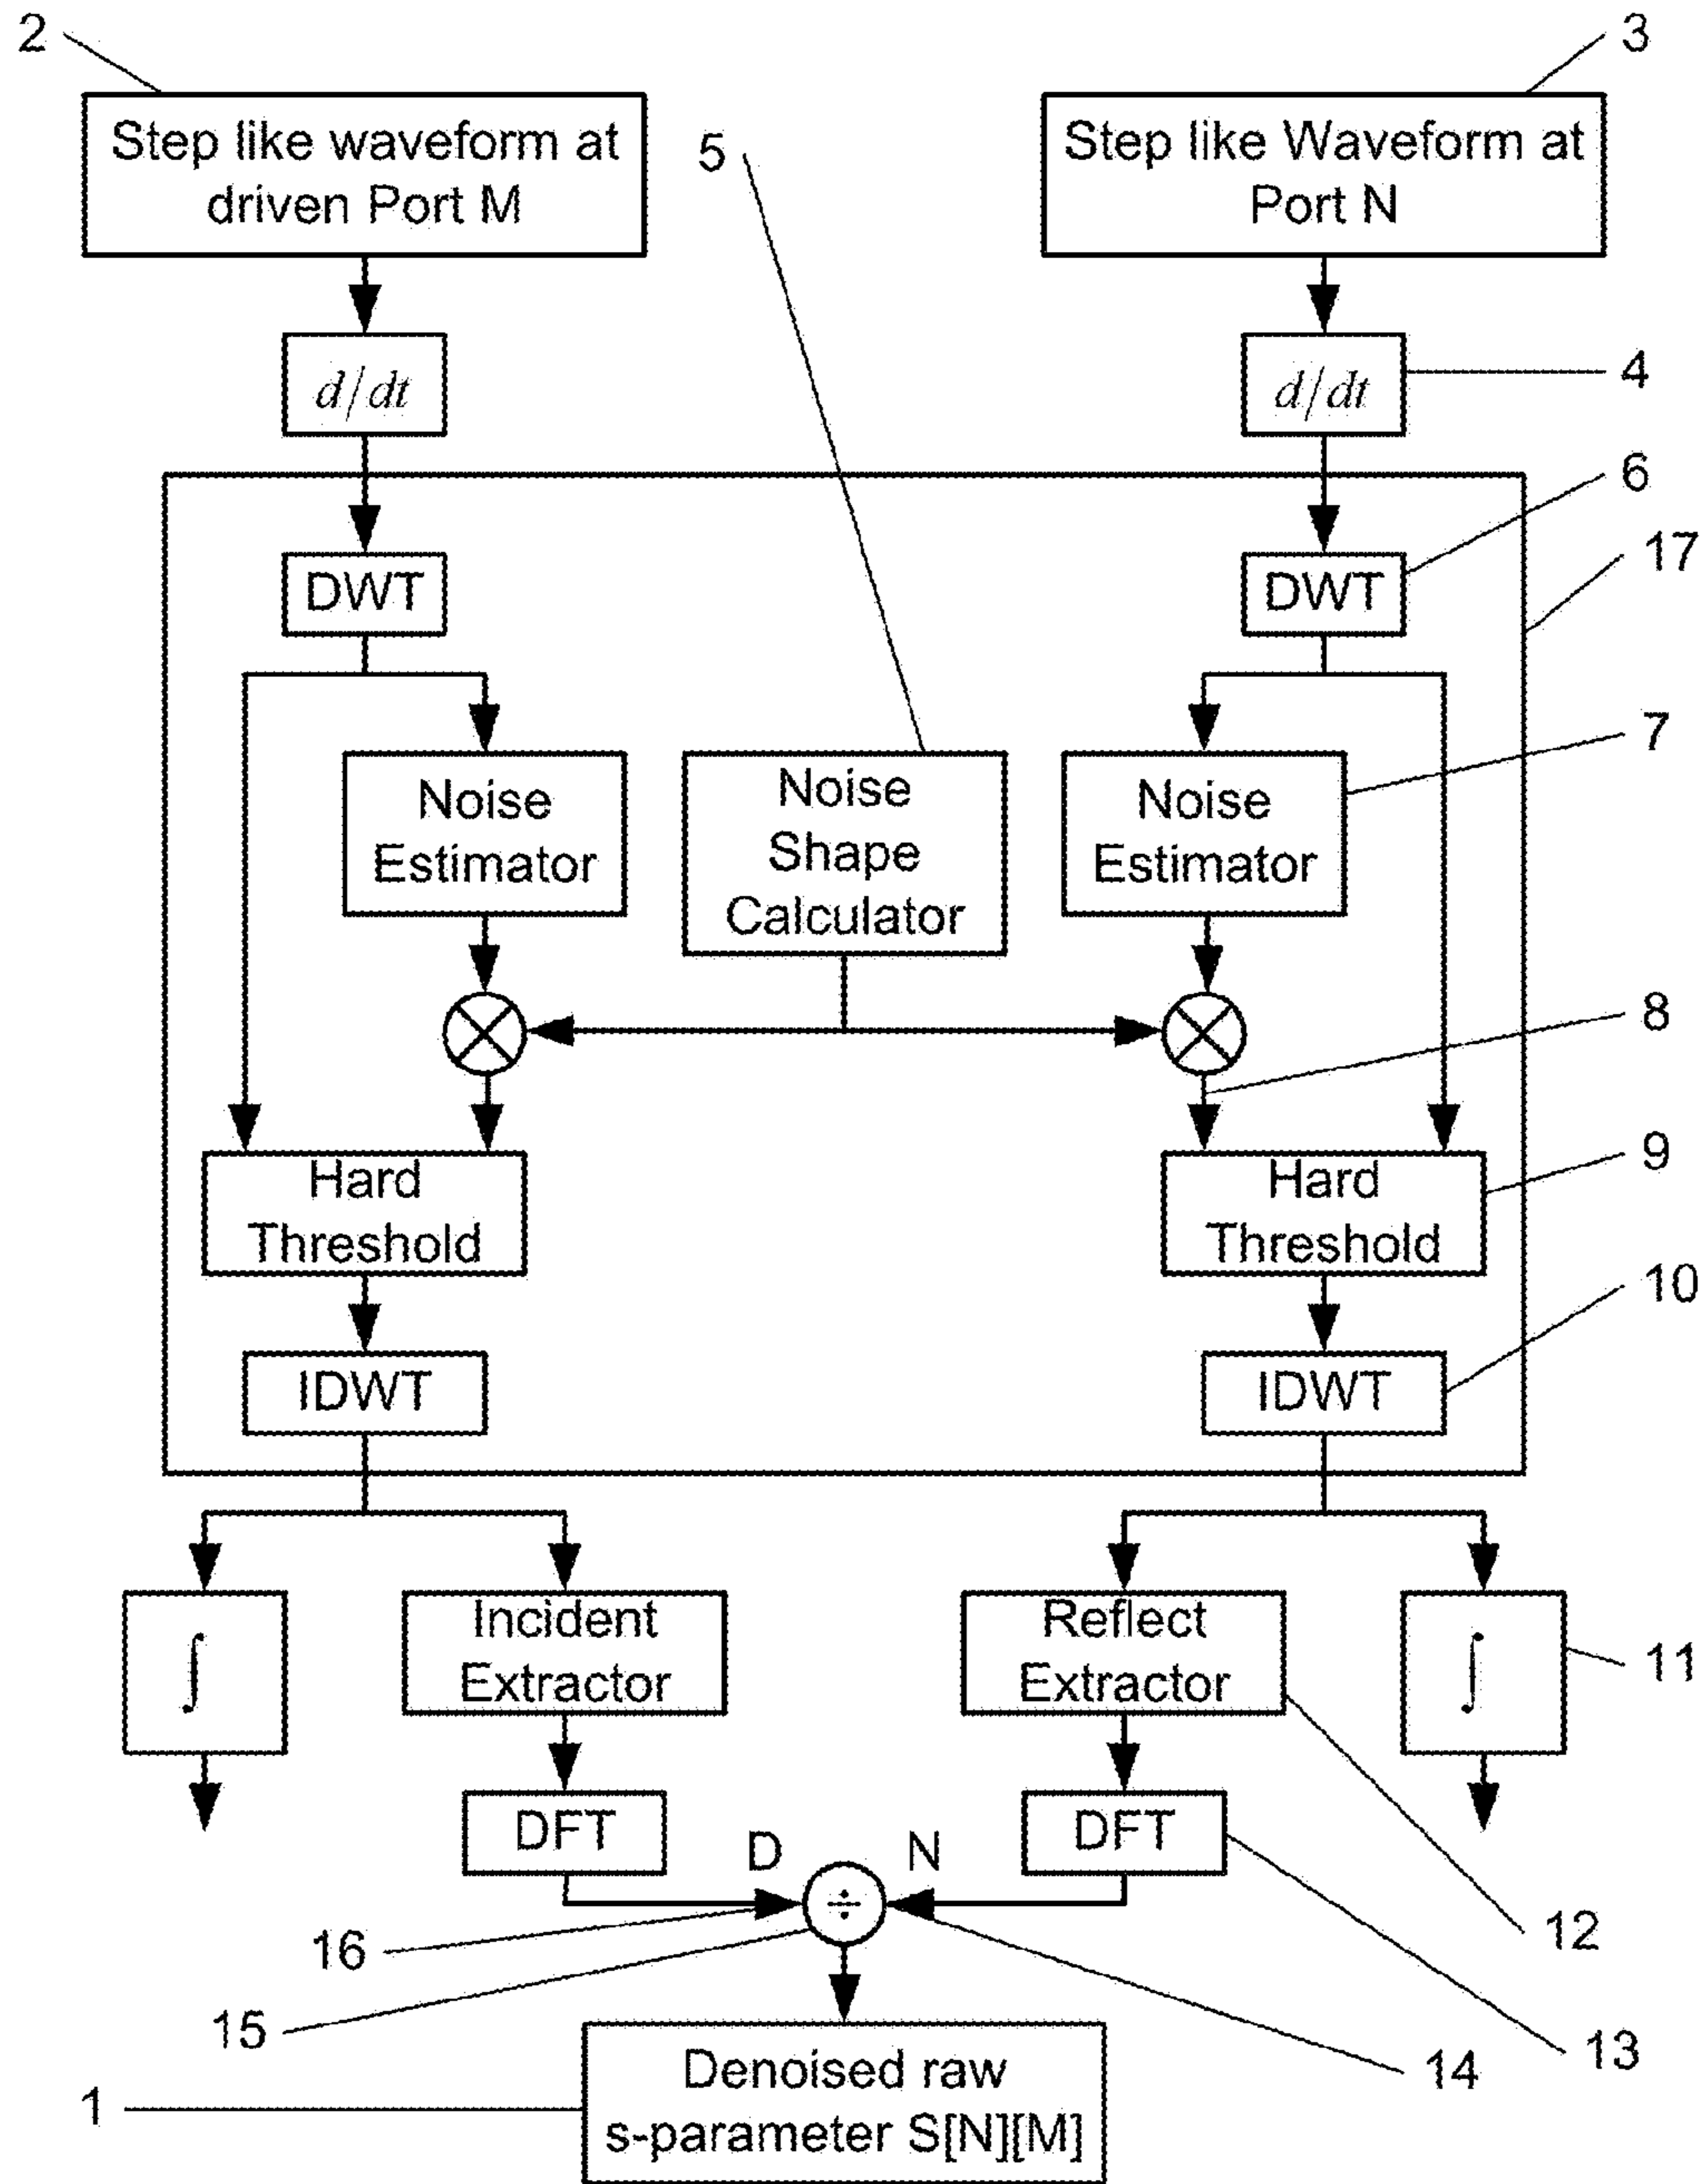 2
3
Step like waveform at
driven Port M
5
Step like Waveform at
Port N
d/dt
d/dt
4
6
17
DWT
DWT
7
Noise
Estimator
Noise
Shape
Calculator
Noise
Estimator
8
9
Hard
Threshold
Hard
Threshold
10
IDWT
IDWT
∫
Incident
Extractor
Reflect
Extractor
∫
11
DFT
D
÷
N
DFT
16
12
15
14
13
1
Denoised raw
s-parameter S[N][M]